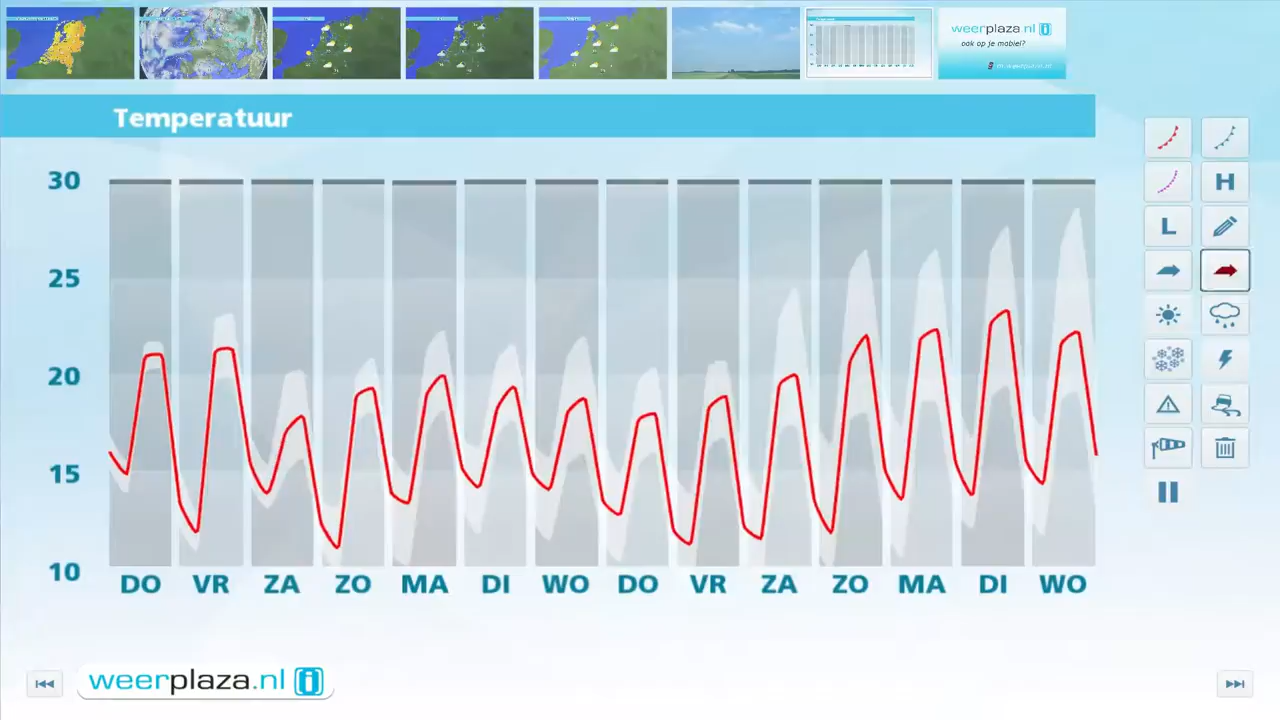 weerplaza.nl i
ook op je mobiel?
Temperatuur
30
25
20
15
10
H
L
DO VR ZA ZO MA DI WO DO VR ZA ZO MA DI WO
weerplaza.nl i